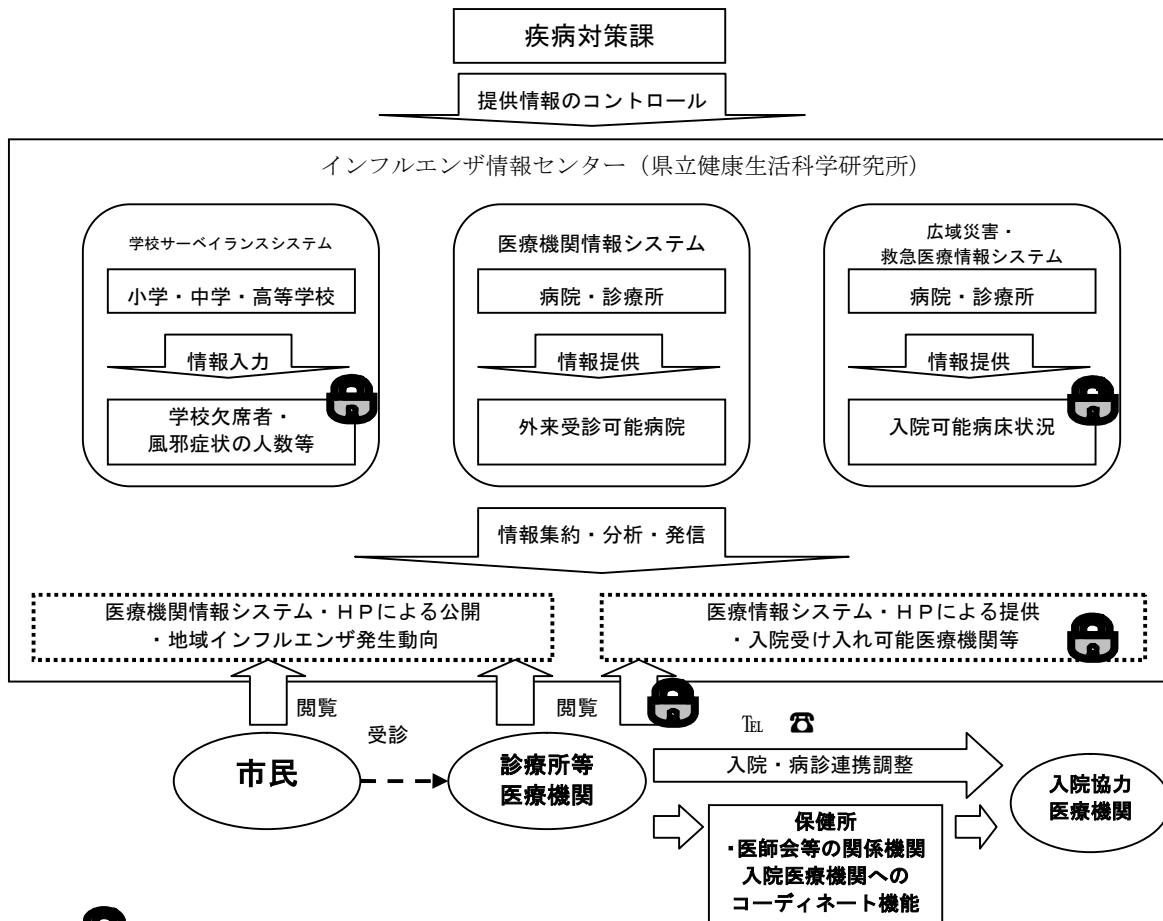 疾病対策課
提供情報のコントロール
インフルエンザ情報センター（県立健康生活科学研究所）
学校サーベイランスシステム
小学・中学・高等学校
情報入力
学校欠席者・
風邪症状の人数等
医療機関情報システム
病院・診療所
情報提供
外来受診可能病院
広域災害・
救急医療情報システム
病院・診療所
情報提供
入院可能病床状況
情報集約・分析・発信
医療機関情報システム・ＨＰによる公開
・地域インフルエンザ発生動向
医療情報システム・ＨＰによる提供
・入院受け入れ可能医療機関等
閲覧
閲覧
受診
℡ ☎
市民
診療所等
医療機関
入院・病診連携調整
入院協力
医療機関
保健所
・医師会等の関係機関
入院医療機関への
コーディネート機能